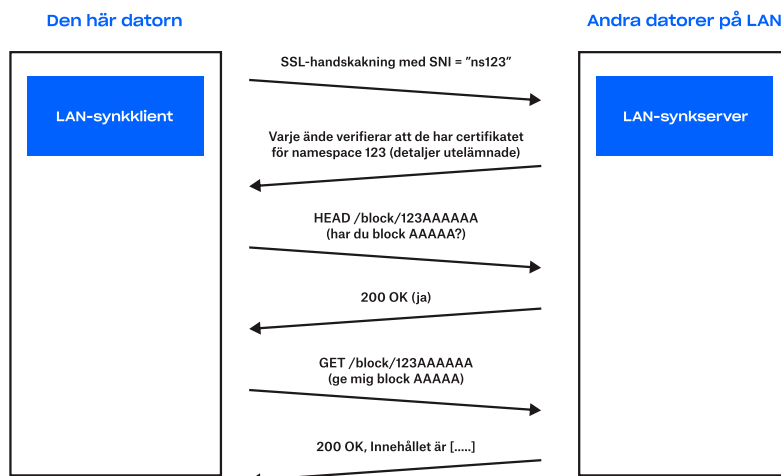 Den här datorn
Andra datorer på LAN
SSL-handskakning med SNI = ”ns123”
LAN-synkklient
LAN-synkserver
Varje ände verifierar att de har certifikatet
för namespace 123 (detaljer utelämnade)
HEAD /block/123AAAAAA
(har du block AAAAA?)
200 OK (ja)
GET /block/123AAAAAA
(ge mig block AAAAA)
200 OK, Innehållet är [.....]